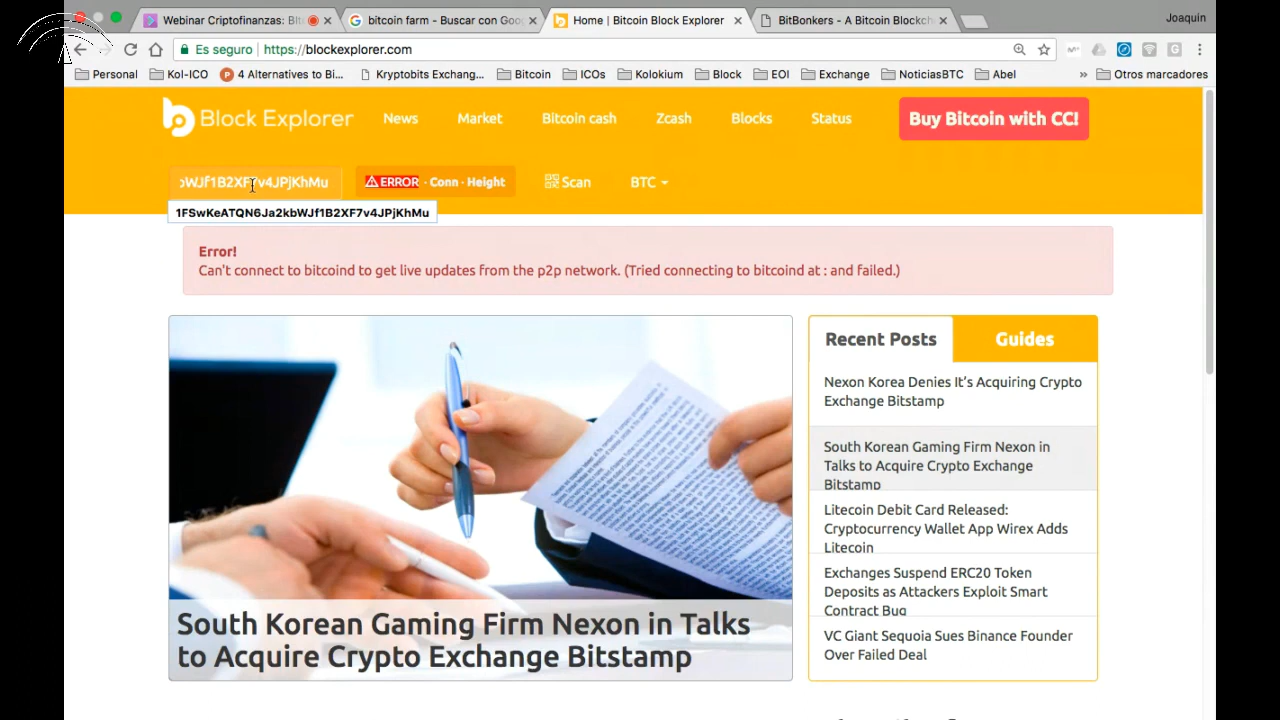 Webinar Criptofinanzas: Blt
bitcoin farm - Buscar con Goo
Home | Bitcoin Block Explorer
BitBonkers - A Bitcoin Blockch
Joaquin
Es seguro
https://blockexplorer.com
Personal
Kol-ICO
4 Alternatives to Bi...
Kryptobits Exchang...
Bitcoin
ICOs
Kolokium
Block
EOI
Exchange
NoticiasBTC
Abel
»
Otros marcadores
Block Explorer
News
Market
Bitcoin cash
Zcash
Blocks
Status
Buy Bitcoin with CC!
bWJf1B2XF7v4JPjKhMu
ERROR · Conn · Height
Scan
BTC
1FSwKeATQN6Ja2kbWJf1B2XF7v4JPjKhMu
Error!
Can't connect to bitcoind to get live updates from the p2p network. (Tried connecting to bitcoind at : and failed.)
South Korean Gaming Firm Nexon in Talks
to Acquire Crypto Exchange Bitstamp
Recent Posts
Guides
Nexon Korea Denies It's Acquiring Crypto
Exchange Bitstamp
South Korean Gaming Firm Nexon in
Talks to Acquire Crypto Exchange
Bitstamp
Litecoin Debit Card Released:
Cryptocurrency Wallet App Wirex Adds
Litecoin
Exchanges Suspend ERC20 Token
Deposits as Attackers Exploit Smart
Contract Bug
VC Giant Sequoia Sues Binance Founder
Over Failed Deal